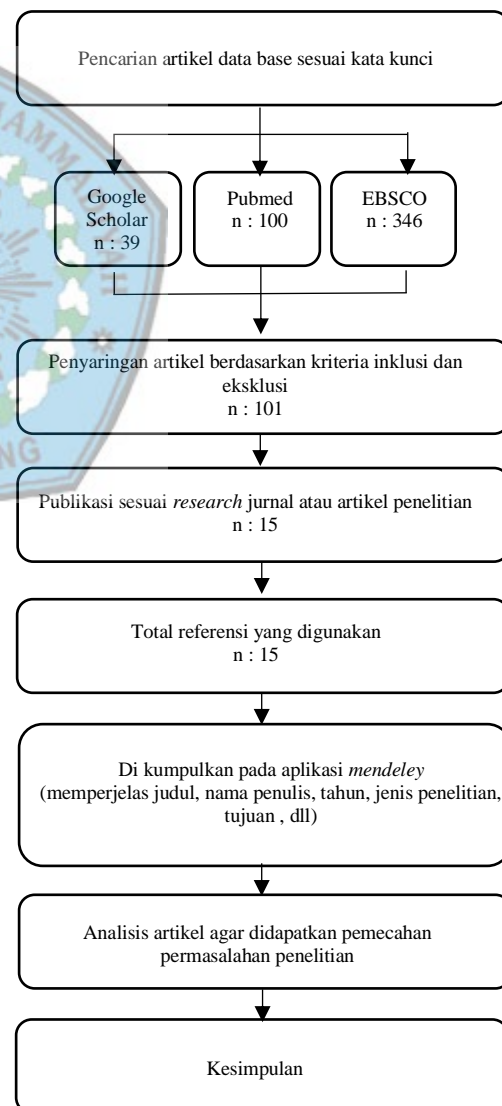 Pencarian artikel data base sesuai kata kunci
Google
Scholar
n : 39
Pubmed
n : 100
EBSCO
n : 346
Penyaringan artikel berdasarkan kriteria inklusi dan
eksklusi
n : 101
Publikasi sesuai research jurnal atau artikel penelitian
n : 15
Total referensi yang digunakan
n : 15
Di kumpulkan pada aplikasi mendeley
(memperjelas judul, nama penulis, tahun, jenis penelitian,
tujuan , dll)
Analisis artikel agar didapatkan pemecahan
permasalahan penelitian
Kesimpulan